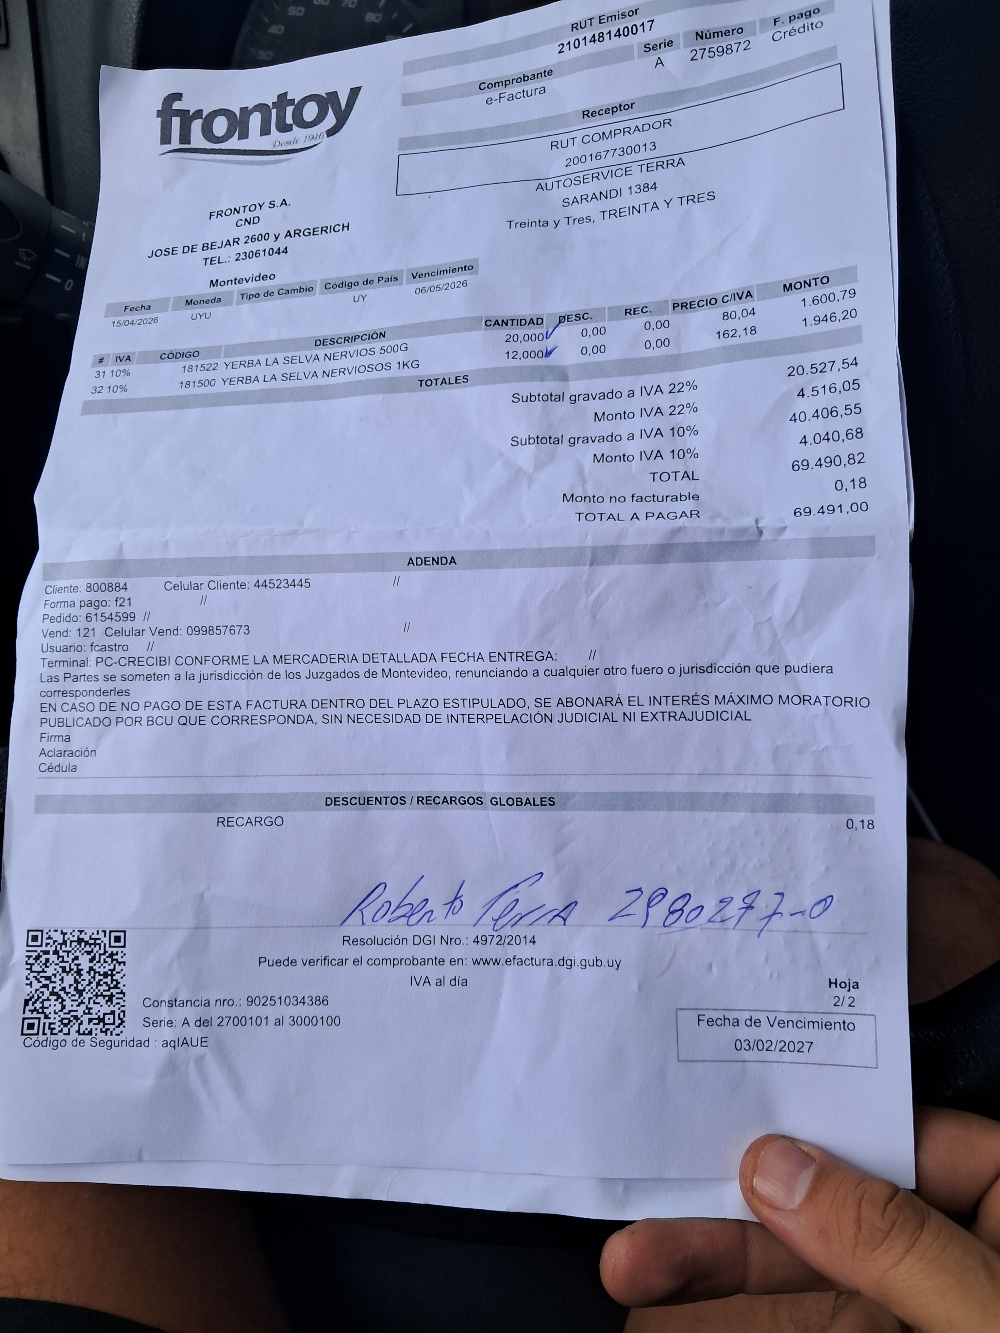 RUT Emisor
210148140017
Serie Número F. pago
A 2759872 Crédito
Comprobante
e-Factura
frontoy
Desde 1946
Receptor
RUT COMPRADOR
200167730013
AUTOSERVICE TERRA
SARANDI 1384
Treinta y Tres, TREINTA Y TRES
FRONTOY S.A.
CND
JOSE DE BEJAR 2600 y ARGERICH
TEL.: 23061044
Montevideo
Fecha Moneda Tipo de Cambio Código de País Vencimiento
15/04/2026 UYU UY 06/05/2026
# IVA CÓDIGO DESCRIPCIÓN CANTIDAD DESC. REC. PRECIO C/IVA MONTO
31 10% 181522 YERBA LA SELVA NERVIOS 500G 20,000 0,00 0,00 80,04 1.600,79
32 10% 181500 YERBA LA SELVA NERVIOSOS 1KG 12,000 0,00 0,00 162,18 1.946,20
TOTALES
Subtotal gravado a IVA 22% 20.527,54
Monto IVA 22% 4.516,05
Subtotal gravado a IVA 10% 40.406,55
Monto IVA 10% 4.040,68
TOTAL 69.490,82
Monto no facturable 0,18
TOTAL A PAGAR 69.491,00
ADENDA
Cliente: 800884 Celular Cliente: 44523445 //
Forma pago: f21 //
Pedido: 6154599 //
Vend: 121 Celular Vend: 099857673 //
Usuario: fcastro //
Terminal: PC-CRECIBI CONFORME LA MERCADERIA DETALLADA FECHA ENTREGA: //
Las Partes se someten a la jurisdicción de los Juzgados de Montevideo, renunciando a cualquier otro fuero o jurisdicción que pudiera
corresponderles
EN CASO DE NO PAGO DE ESTA FACTURA DENTRO DEL PLAZO ESTIPULADO, SE ABONARÁ EL INTERÉS MÁXIMO MORATORIO
PUBLICADO POR BCU QUE CORRESPONDA, SIN NECESIDAD DE INTERPELACIÓN JUDICIAL NI EXTRAJUDICIAL
Firma
Aclaración
Cédula
DESCUENTOS / RECARGOS GLOBALES
RECARGO 0,18
Roberto Terra 2980277-0
Resolución DGI Nro.: 4972/2014
Puede verificar el comprobante en: www.efactura.dgi.gub.uy
IVA al día
Constancia nro.: 90251034386
Serie: A del 2700101 al 3000100
Código de Seguridad : aqIAUE
Hoja
2/ 2
Fecha de Vencimiento
03/02/2027